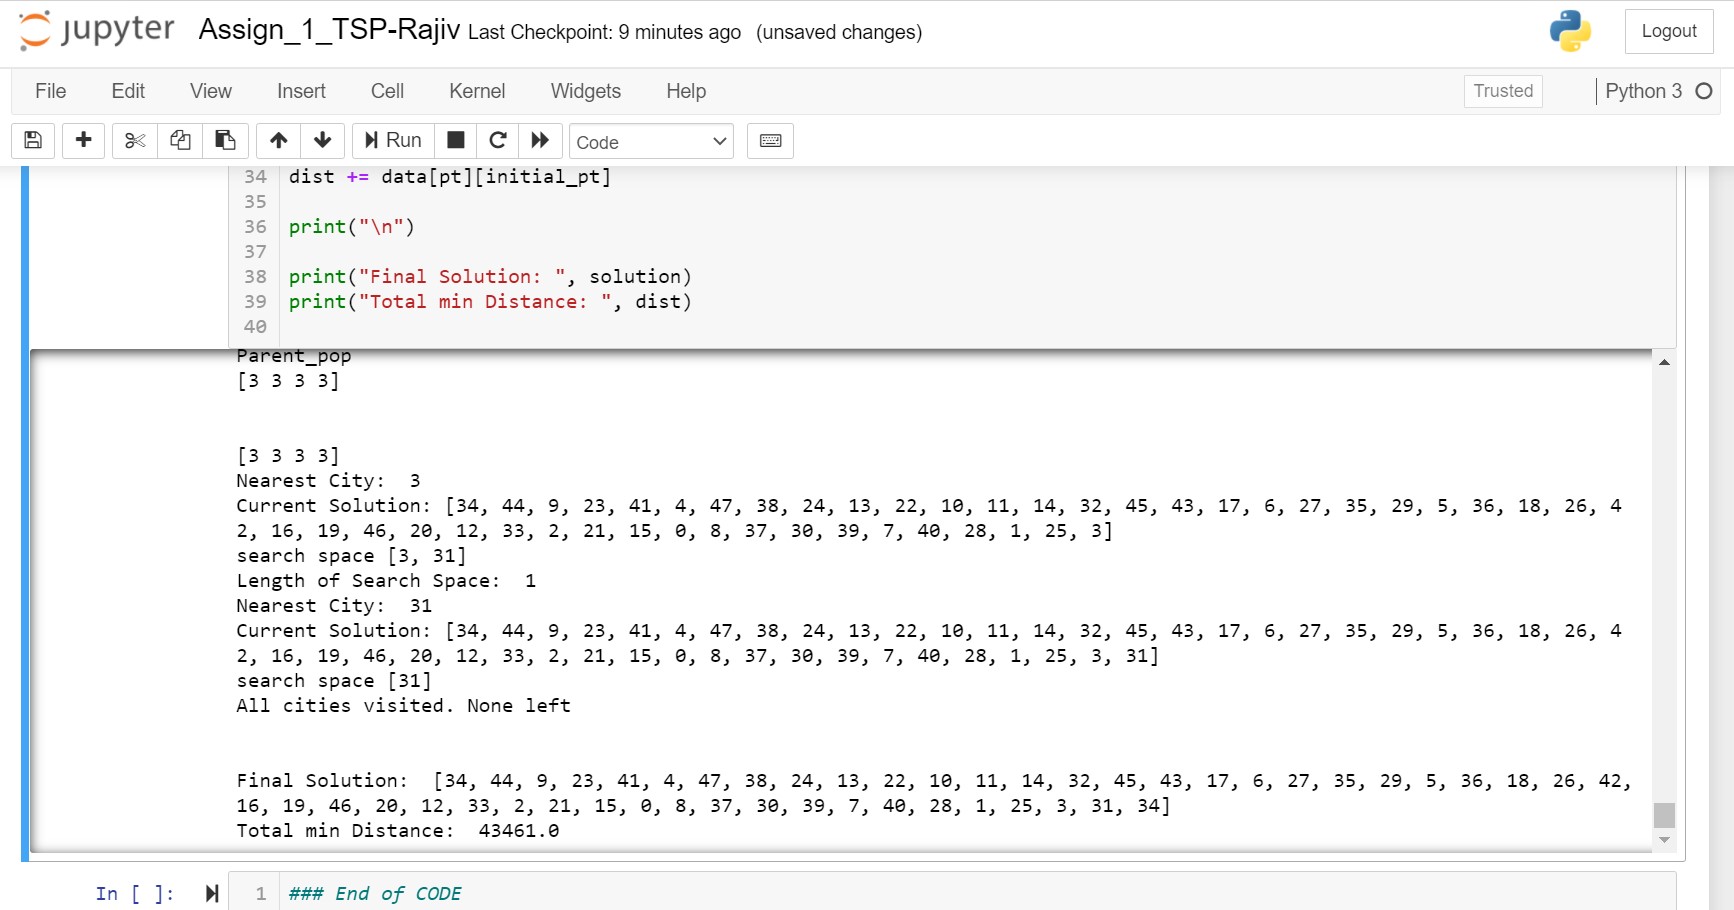 jupyter Assign_1_TSP-Rajiv Last Checkpoint: 9 minutes ago (unsaved changes) Logout
File Edit View Insert Cell Kernel Widgets Help Trusted Python 3
Run Code
34 dist += data[pt][initial_pt]
35
36 print("\n")
37
38 print("Final Solution: ", solution)
39 print("Total min Distance: ", dist)
40
Parent_pop
[3 3 3 3]
[3 3 3 3]
Nearest City:  3
Current Solution: [34, 44, 9, 23, 41, 4, 47, 38, 24, 13, 22, 10, 11, 14, 32, 45, 43, 17, 6, 27, 35, 29, 5, 36, 18, 26, 4
2, 16, 19, 46, 20, 12, 33, 2, 21, 15, 0, 8, 37, 30, 39, 7, 40, 28, 1, 25, 3]
search space [3, 31]
Length of Search Space:  1
Nearest City:  31
Current Solution: [34, 44, 9, 23, 41, 4, 47, 38, 24, 13, 22, 10, 11, 14, 32, 45, 43, 17, 6, 27, 35, 29, 5, 36, 18, 26, 4
2, 16, 19, 46, 20, 12, 33, 2, 21, 15, 0, 8, 37, 30, 39, 7, 40, 28, 1, 25, 3, 31]
search space [31]
All cities visited. None left
Final Solution:  [34, 44, 9, 23, 41, 4, 47, 38, 24, 13, 22, 10, 11, 14, 32, 45, 43, 17, 6, 27, 35, 29, 5, 36, 18, 26, 42,
16, 19, 46, 20, 12, 33, 2, 21, 15, 0, 8, 37, 30, 39, 7, 40, 28, 1, 25, 3, 31, 34]
Total min Distance:  43461.0
In [ ]: 1 ### End of CODE